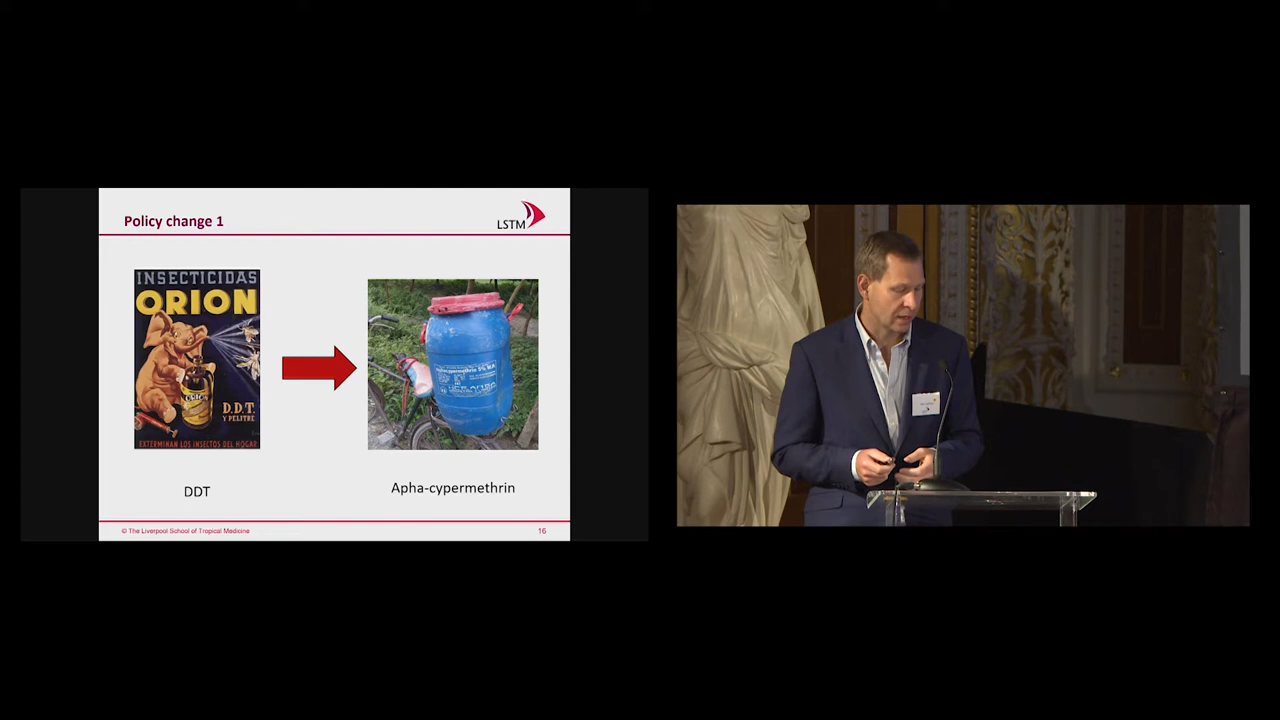 Policy change 1
LSTM
INSECTICIDAS
ORION
ORION
D.D.T.
Y PELITRE
EXTERMINAN LOS INSECTOS DEL HOGAR
DDT
Apha-cypermethrin
© The Liverpool School of Tropical Medicine
16